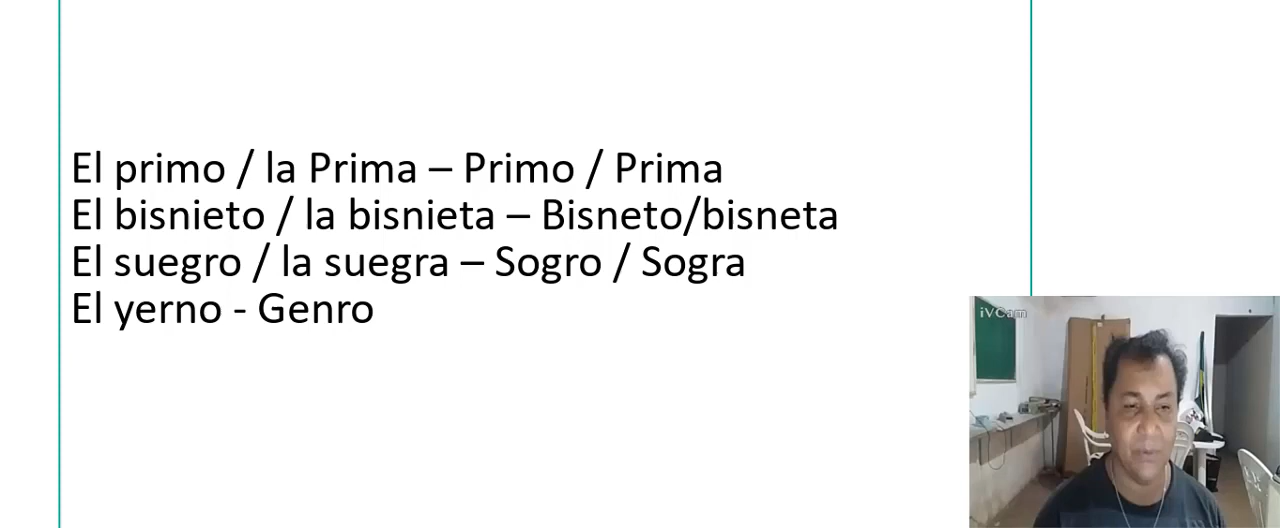 El primo / la Prima – Primo / Prima
El bisnieto / la bisnieta – Bisneto/bisneta
El suegro / la suegra – Sogro / Sogra
El yerno - Genro
iVCam